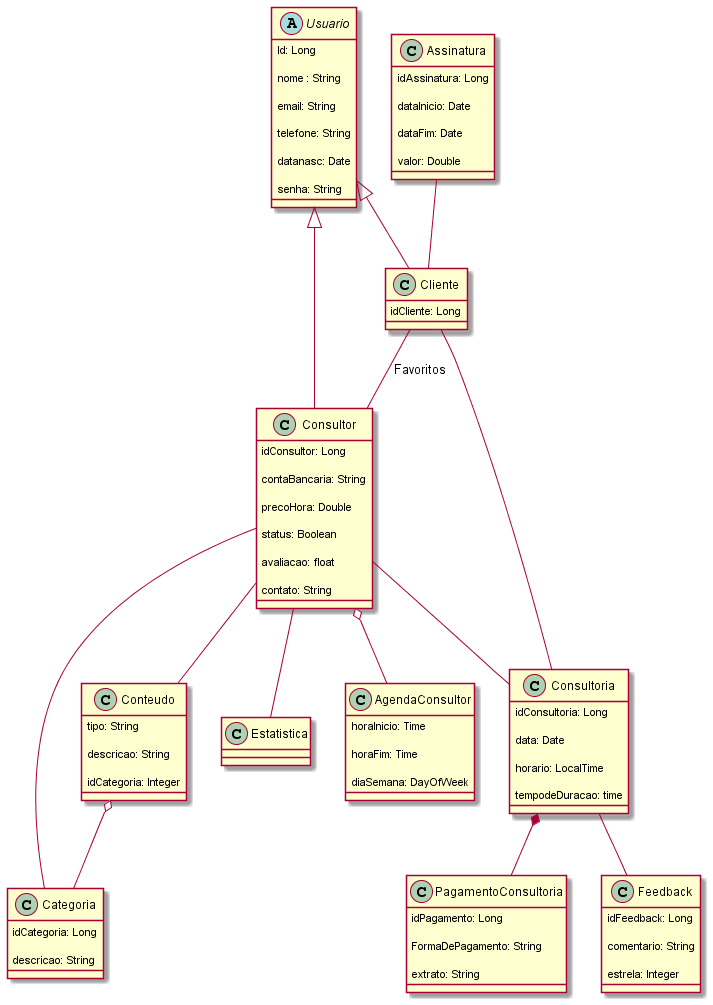 A Usuario
Id: Long
nome : String
email: String
telefone: String
datanasc: Date
senha: String
C Assinatura
idAssinatura: Long
dataInicio: Date
dataFim: Date
valor: Double
C Cliente
idCliente: Long
Favoritos
C Consultor
idConsultor: Long
contaBancaria: String
precoHora: Double
status: Boolean
avaliacao: float
contato: String
C Conteudo
tipo: String
descricao: String
idCategoria: Integer
C Estatistica
C AgendaConsultor
horaInicio: Time
horaFim: Time
diaSemana: DayOfWeek
C Consultoria
idConsultoria: Long
data: Date
horario: LocalTime
tempodeDuracao: time
C Categoria
idCategoria: Long
descricao: String
C PagamentoConsultoria
idPagamento: Long
FormaDePagamento: String
extrato: String
C Feedback
idFeedback: Long
comentario: String
estrela: Integer